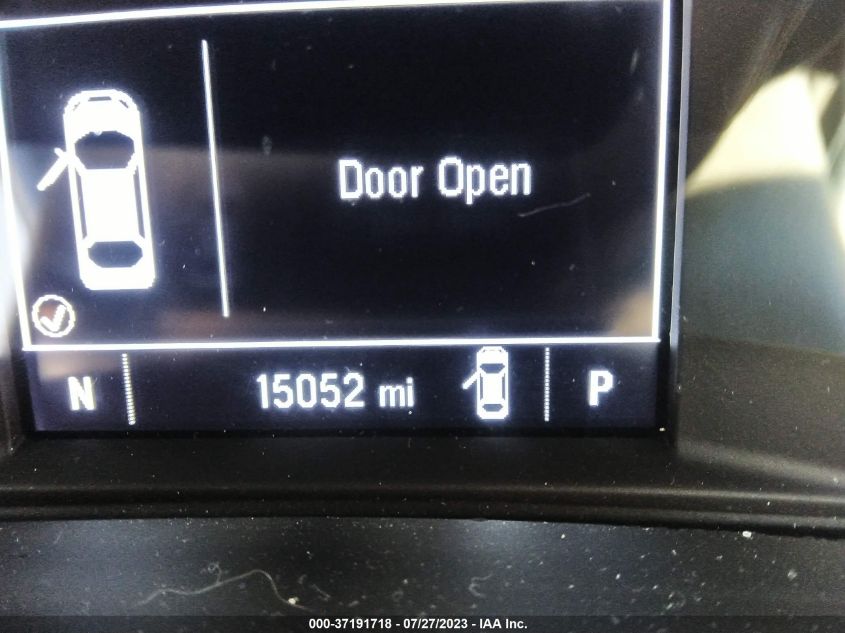 Door Open
N 15052 mi P
000-37191718 - 07/27/2023 - IAA Inc.